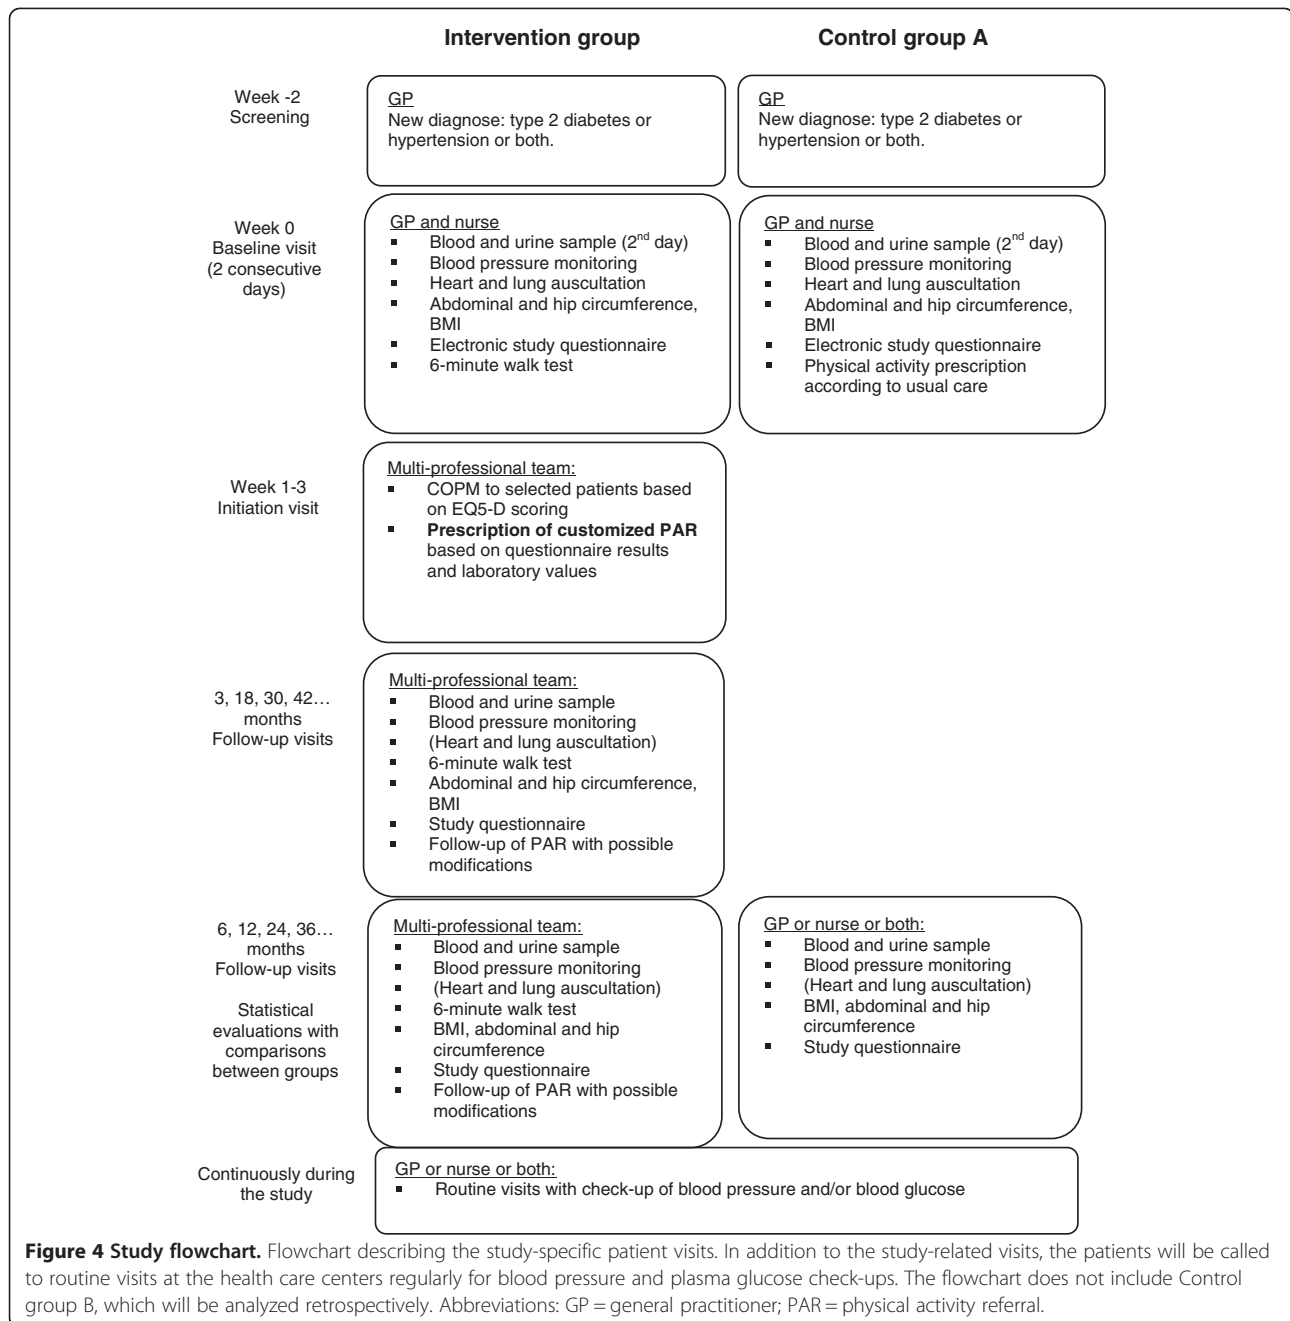 Intervention group
Control group A
Week -2
Screening
GP
New diagnose: type 2 diabetes or
hypertension or both.
GP
New diagnose: type 2 diabetes or
hypertension or both.
Week 0
Baseline visit
(2 consecutive
days)
GP and nurse
▪ Blood and urine sample (2nd day)
▪ Blood pressure monitoring
▪ Heart and lung auscultation
▪ Abdominal and hip circumference,
BMI
▪ Electronic study questionnaire
▪ 6-minute walk test
GP and nurse
▪ Blood and urine sample (2nd day)
▪ Blood pressure monitoring
▪ Heart and lung auscultation
▪ Abdominal and hip circumference,
BMI
▪ Electronic study questionnaire
▪ Physical activity prescription
according to usual care
Week 1-3
Initiation visit
Multi-professional team:
▪ COPM to selected patients based
on EQ5-D scoring
▪ Prescription of customized PAR
based on questionnaire results
and laboratory values
3, 18, 30, 42…
months
Follow-up visits
Multi-professional team:
▪ Blood and urine sample
▪ Blood pressure monitoring
▪ (Heart and lung auscultation)
▪ 6-minute walk test
▪ Abdominal and hip circumference,
BMI
▪ Study questionnaire
▪ Follow-up of PAR with possible
modifications
6, 12, 24, 36…
months
Follow-up visits
Statistical
evaluations with
comparisons
between groups
Multi-professional team:
▪ Blood and urine sample
▪ Blood pressure monitoring
▪ (Heart and lung auscultation)
▪ 6-minute walk test
▪ BMI, abdominal and hip
circumference
▪ Study questionnaire
▪ Follow-up of PAR with possible
modifications
GP or nurse or both:
▪ Blood and urine sample
▪ Blood pressure monitoring
▪ (Heart and lung auscultation)
▪ BMI, abdominal and hip
circumference
▪ Study questionnaire
Continuously during
the study
GP or nurse or both:
▪ Routine visits with check-up of blood pressure and/or blood glucose
Figure 4 Study flowchart. Flowchart describing the study-specific patient visits. In addition to the study-related visits, the patients will be called
to routine visits at the health care centers regularly for blood pressure and plasma glucose check-ups. The flowchart does not include Control
group B, which will be analyzed retrospectively. Abbreviations: GP = general practitioner; PAR = physical activity referral.